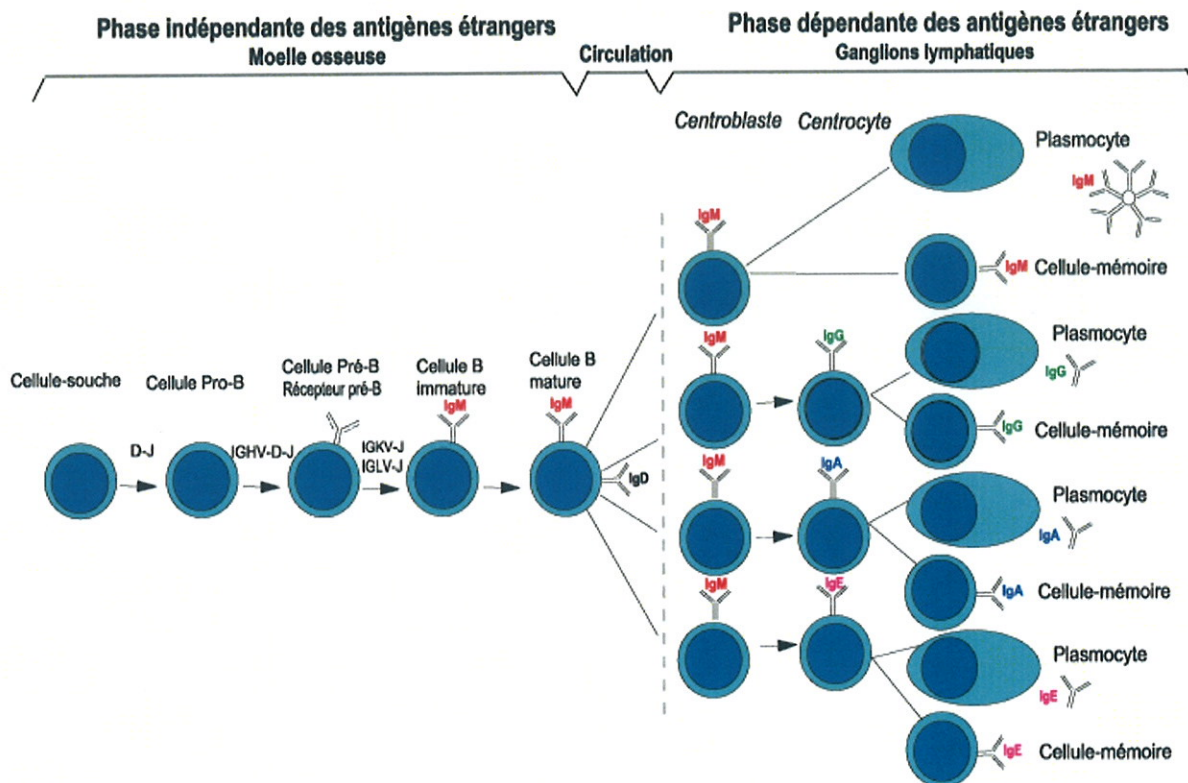 Phase indépendante des antigènes étrangers
Moelle osseuse
Circulation
Phase dépendante des antigènes étrangers
Ganglions lymphatiques
Centroblaste
Centrocyte
Plasmocyte
IgM
IgM
IgM
Cellule-mémoire
Cellule-souche
Cellule Pro-B
Cellule Pré-B
Récepteur pré-B
Cellule B
immature
IgM
Cellule B
mature
IgM
IgD
D-J
IGHV-D-J
IGKV-J
IGLV-J
IgM
IgG
Plasmocyte
IgG
IgG
Cellule-mémoire
IgM
IgA
Plasmocyte
IgA
IgA
Cellule-mémoire
IgM
IgE
Plasmocyte
IgE
IgE
Cellule-mémoire